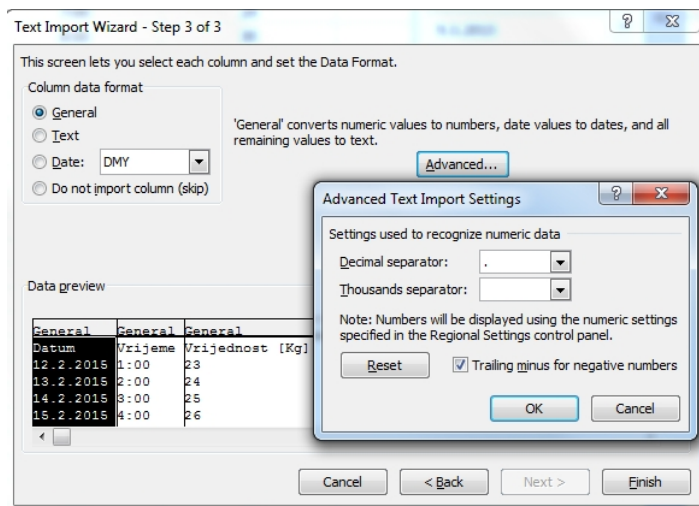 Text Import Wizard - Step 3 of 3
This screen lets you select each column and set the Data Format.
Column data format
General
Text
Date: DMY
Do not import column (skip)
'General' converts numeric values to numbers, date values to dates, and all
remaining values to text.
Advanced...
Advanced Text Import Settings
Settings used to recognize numeric data
Decimal separator: .
Thousands separator:
Note: Numbers will be displayed using the numeric settings
specified in the Regional Settings control panel.
Reset
Trailing minus for negative numbers
OK Cancel
Data preview
General General General
Datum Vrijeme Vrijednost [Kg]
12.2.2015 1:00 23
13.2.2015 2:00 24
14.2.2015 3:00 25
15.2.2015 4:00 26
Cancel < Back Next > Finish